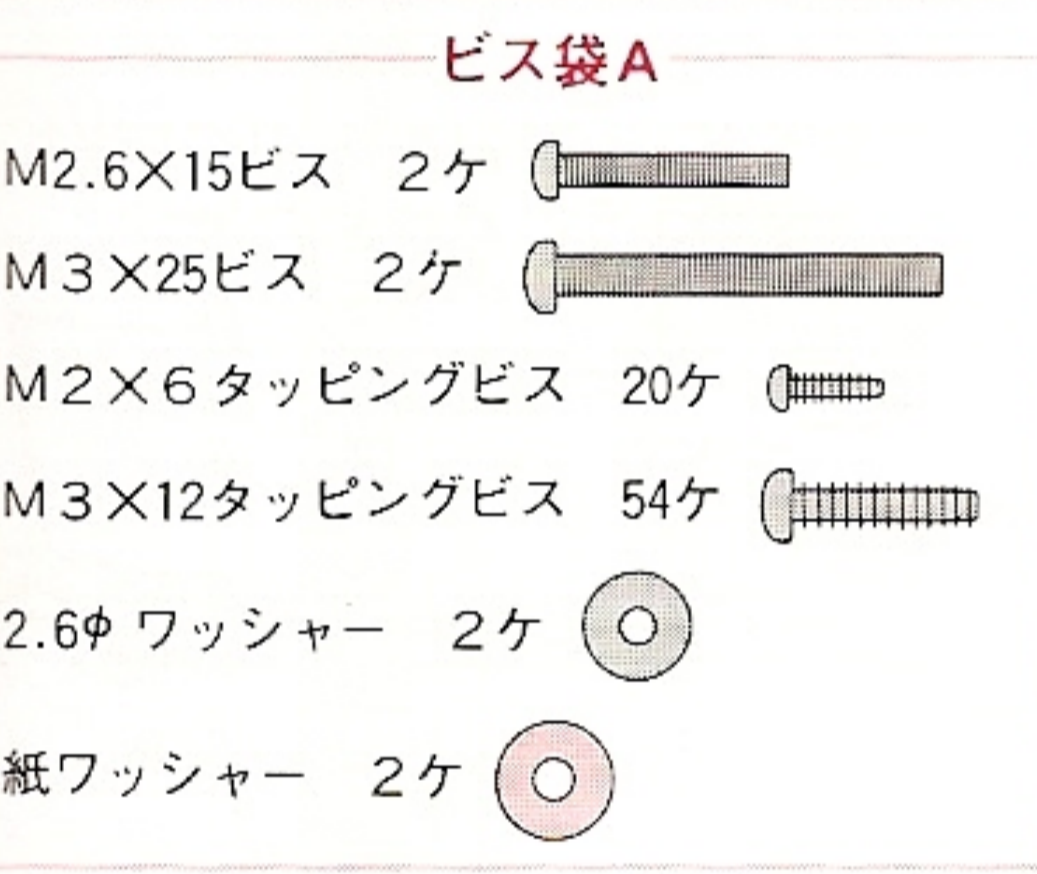 ビス袋A
M2.6×15ビス 2ケ
M3×25ビス 2ケ
M2×6タッピングビス 20ケ
M3×12タッピングビス 54ケ
2.6φ ワッシャー 2ケ
紙ワッシャー 2ケ